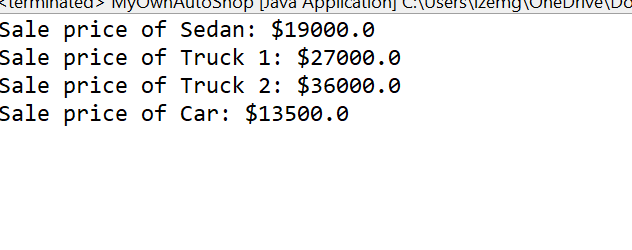 <terminated> MyOwnAutoShop [Java Application] C:\Users\izemg\OneDrive\Do
Sale price of Sedan: $19000.0
Sale price of Truck 1: $27000.0
Sale price of Truck 2: $36000.0
Sale price of Car: $13500.0